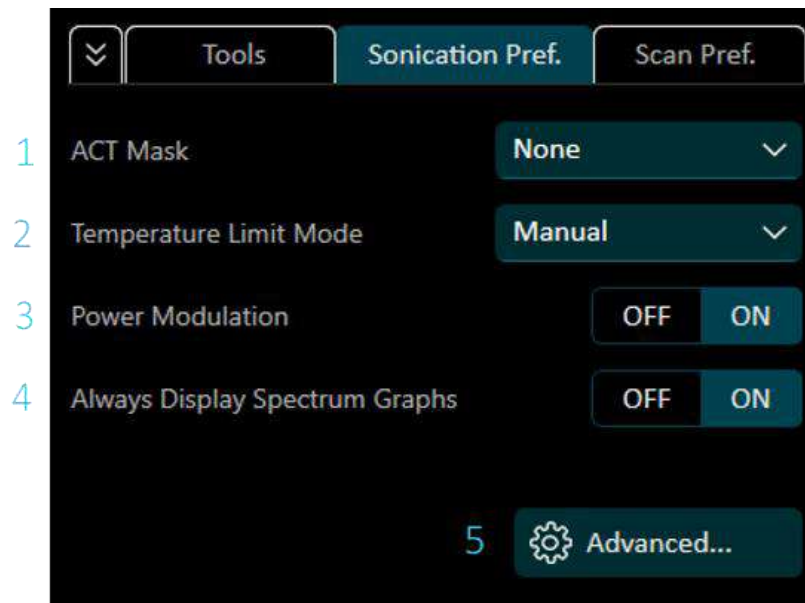 Tools Sonication Pref. Scan Pref.
1 ACT Mask None
2 Temperature Limit Mode Manual
3 Power Modulation OFF ON
4 Always Display Spectrum Graphs OFF ON
5 Advanced...